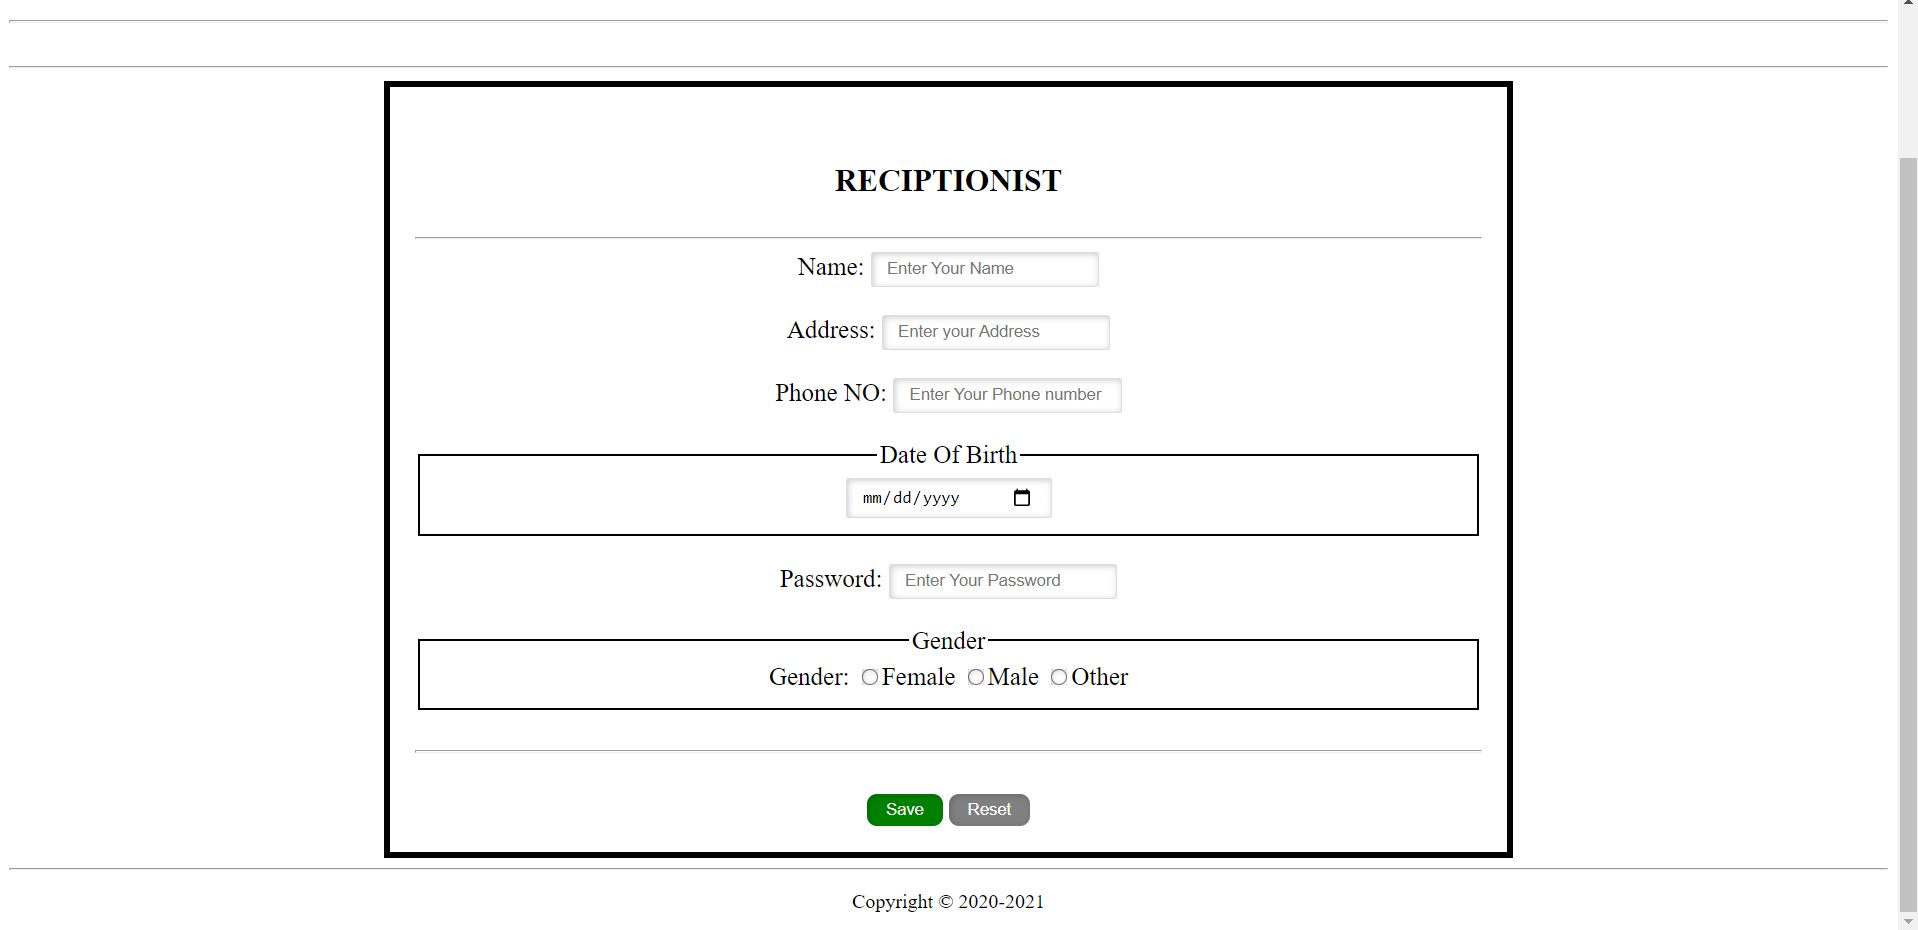 RECIPTIONIST
Name: Enter Your Name
Address: Enter your Address
Phone NO: Enter Your Phone number
Date Of Birth
mm/dd/yyyy
Password: Enter Your Password
Gender
Gender: Female Male Other
Save Reset
Copyright © 2020-2021